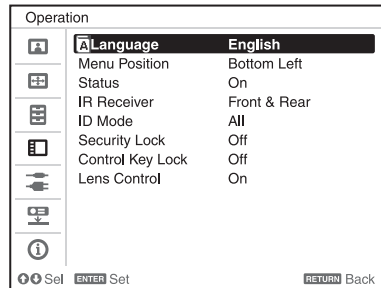 Operation
A Language English
Menu Position Bottom Left
Status On
IR Receiver Front & Rear
ID Mode All
Security Lock Off
Control Key Lock Off
Lens Control On
Sel ENTER Set RETURN Back